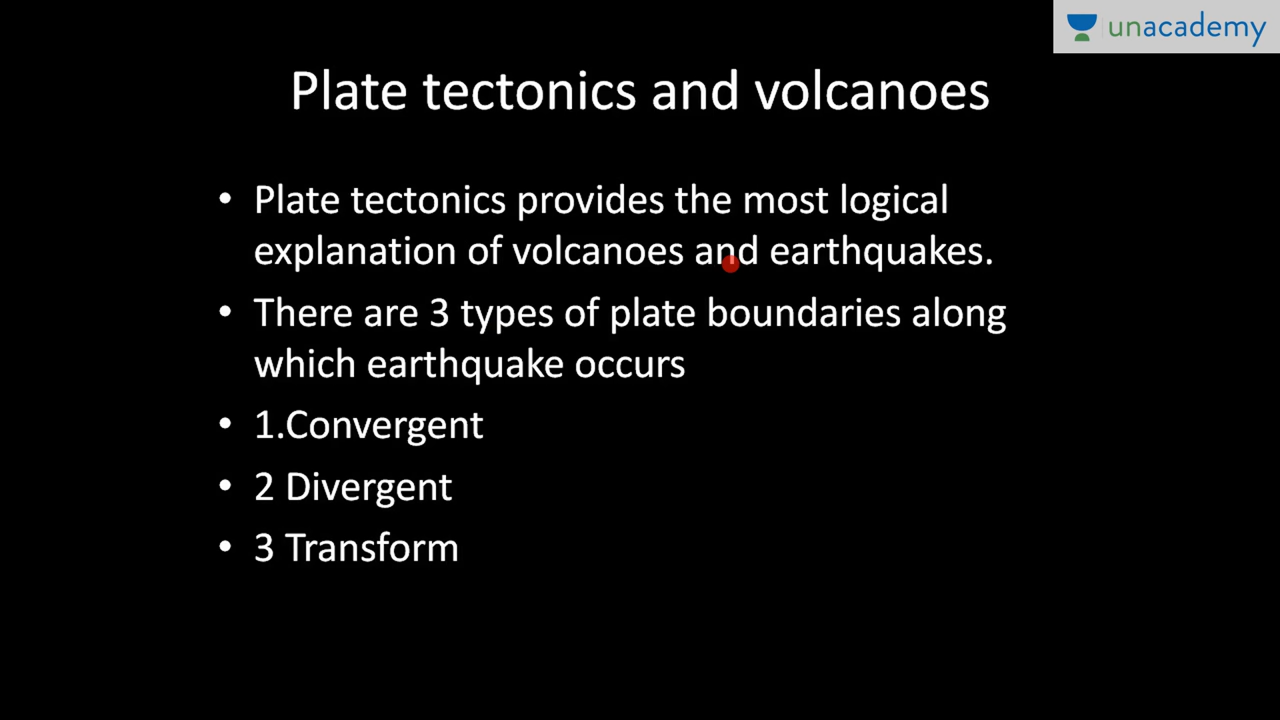 unacademy
Plate tectonics and volcanoes
• Plate tectonics provides the most logical
explanation of volcanoes and earthquakes.
• There are 3 types of plate boundaries along
which earthquake occurs
• 1.Convergent
• 2 Divergent
• 3 Transform